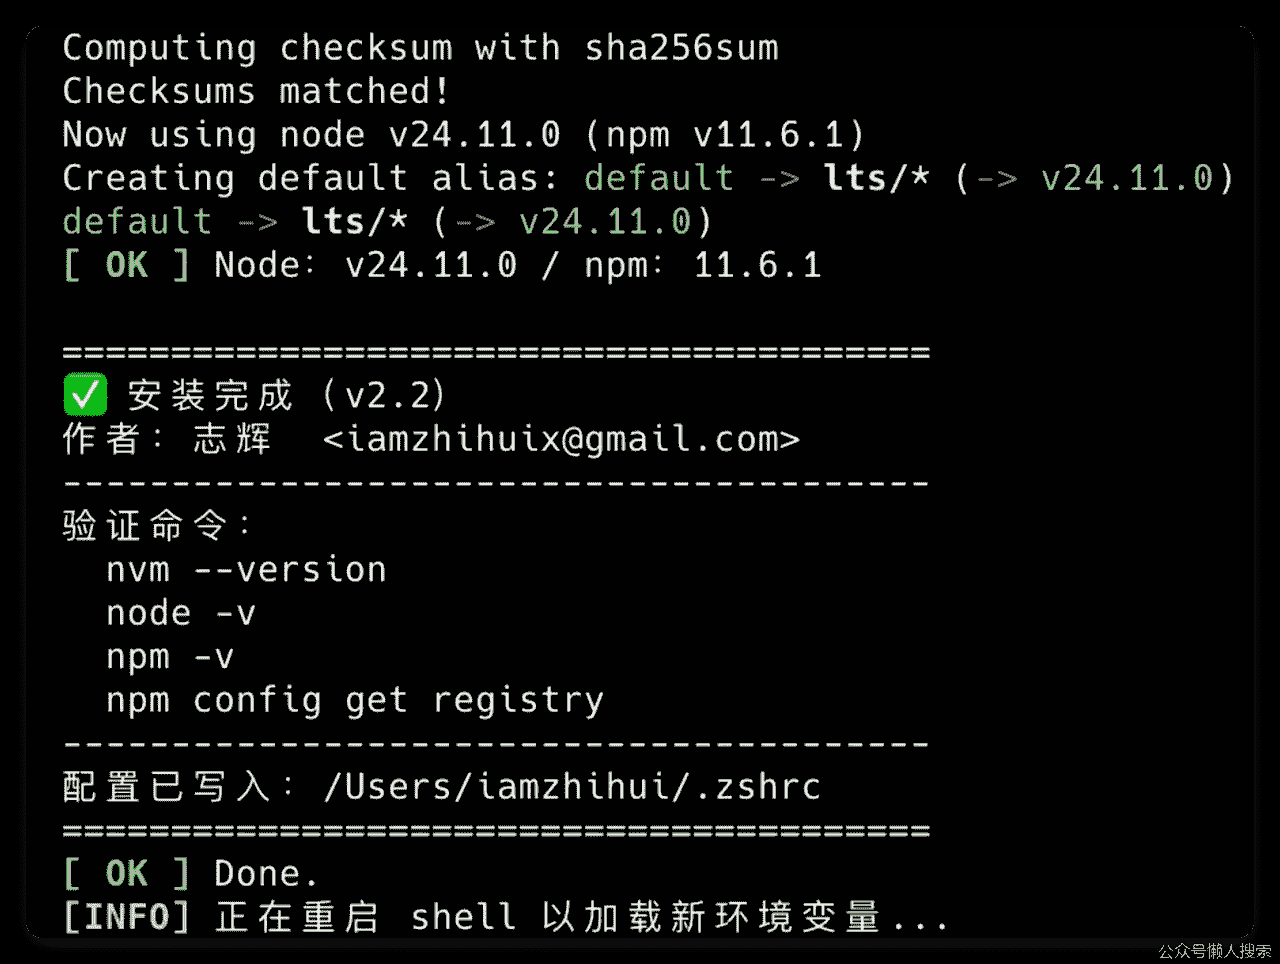 Computing checksum with sha256sum
Checksums matched!
Now using node v24.11.0 (npm v11.6.1)
Creating default alias: default -> lts/* (-> v24.11.0)
default -> lts/* (-> v24.11.0)
[ OK ] Node: v24.11.0 / npm: 11.6.1
========================================
✅ 安装完成 (v2.2)
作者: 志辉 <iamzhihuix@gmail.com>
----------------------------------------
验证命令:
nvm --version
node -v
npm -v
npm config get registry
----------------------------------------
配置已写入: /Users/iamzhihui/.zshrc
========================================
[ OK ] Done.
[INFO] 正在重启 shell 以加载新环境变量...
公众号懒人搜索